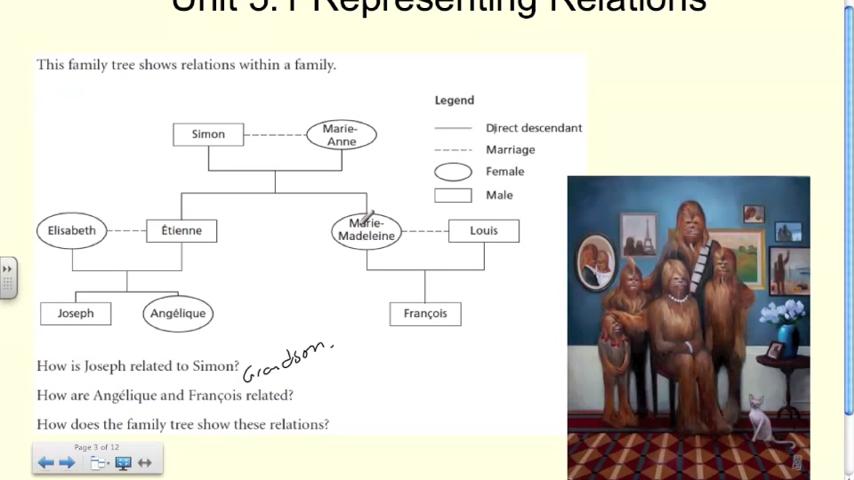 Unit 5.1 Representing Relations
This family tree shows relations within a family.
Legend
Simon
Marie-
Anne
Direct descendant
Marriage
Female
Male
Elisabeth
Étienne
Marie-
Madeleine
Louis
Joseph
Angélique
François
How is Joseph related to Simon? Grandson.
How are Angélique and François related?
How does the family tree show these relations?
Page 3 of 12